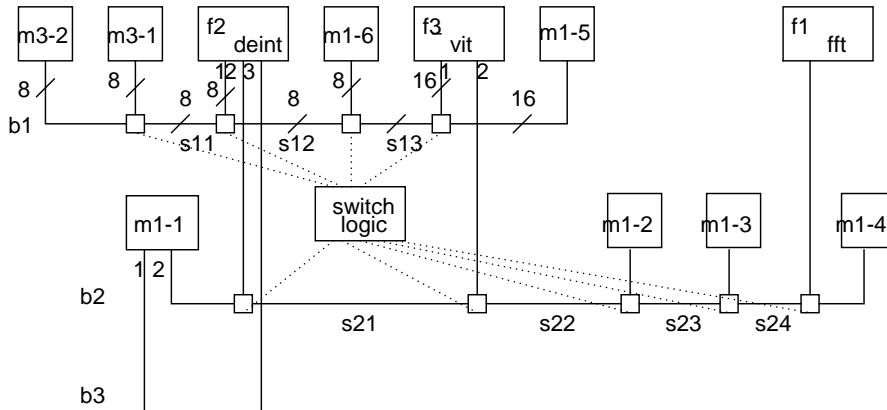 m3-2
m3-1
f2
deint
m1-6
f3
vit
m1-5
f1
fft
1 2 3
1
2
8
8
8
8
16
8
8
16
b1
s11
s12
s13
switch
logic
m1-1
m1-2
m1-3
m1-4
1 2
b2
s21
s22
s23
s24
b3